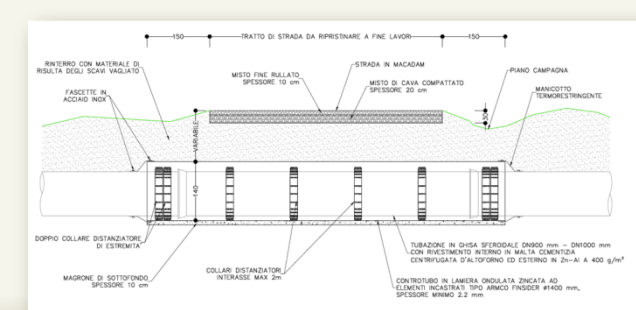 150
TRATTO DI STRADA DA RIPRISTINARE A FINE LAVORI
150
RINTERRO CON MATERIALE DI
RISULTA DEGLI SCAVI VAGLIATO
STRADA IN MACADAM
MISTO FINE RULLATO
SPESSORE 10 cm
MISTO DI CAVA COMPATTATO
SPESSORE 20 cm
PIANO CAMPAGNA
FASCETTE IN
ACCIAIO INOX
MANICOTTO
TERMORESTRINGENTE
VARIABILE
30
140
DOPPIO COLLARE DISTANZIATORE
DI ESTREMITA'
MAGRONE DI SOTTOFONDO
SPESSORE 10 cm
COLLARI DISTANZIATORI
INTERASSE MAX 2m
TUBAZIONE IN GHISA SFEROIDALE DN900 mm – DN1000 mm
CON RIVESTIMENTO INTERNO IN MALTA CEMENTIZIA
CENTRIFUGATA D'ALTOFORNO ED ESTERNO IN Zn-Al A 400 g/m²
CONTROTUBO IN LAMIERA ONDULATA ZINCATA AD
ELEMENTI INCASTRATI TIPO ARMCO FINSIDER ø1400 mm,
SPESSORE MINIMO 2.2 mm